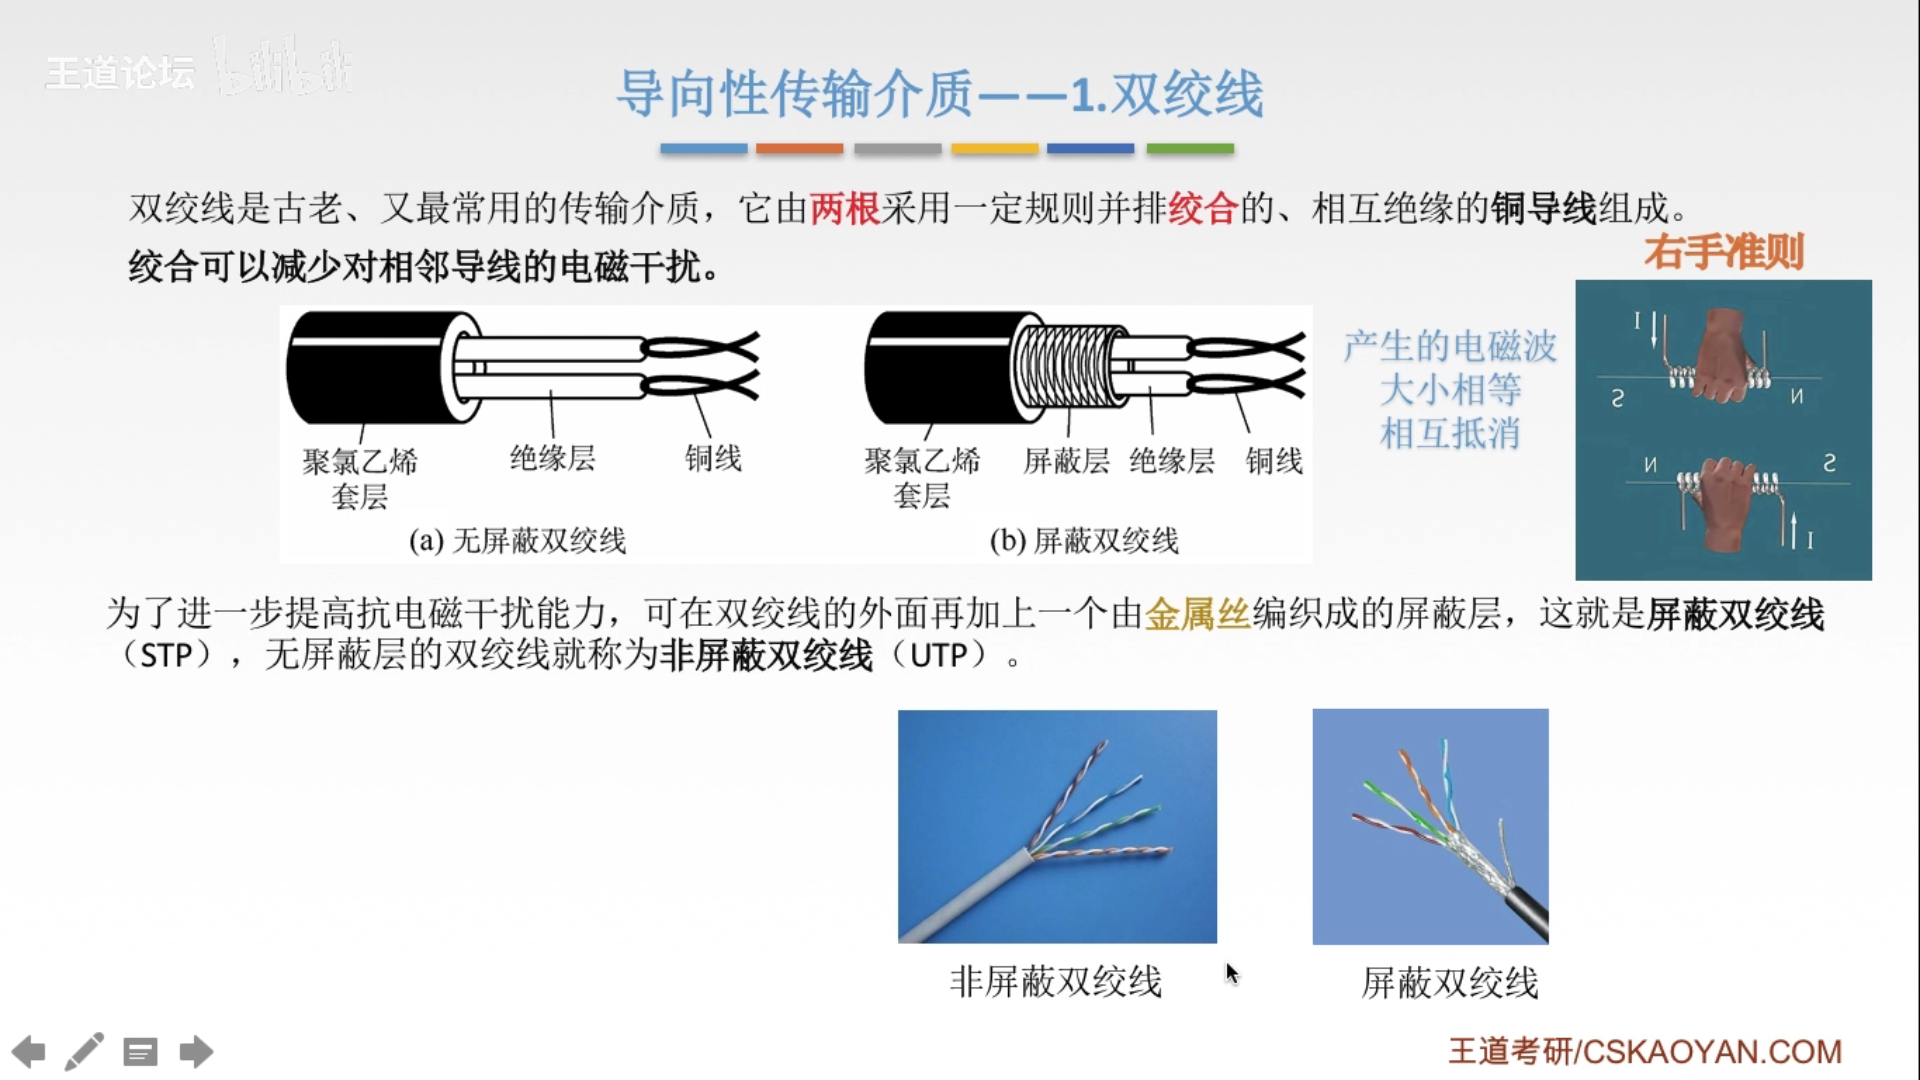 王道论坛 bilibili
导向性传输介质——1.双绞线
双绞线是古老、又最常用的传输介质，它由两根采用一定规则并排绞合的、相互绝缘的铜导线组成。
绞合可以减少对相邻导线的电磁干扰。
右手准则
聚氯乙烯
套层
绝缘层
铜线
(a) 无屏蔽双绞线
聚氯乙烯
套层
屏蔽层
绝缘层
铜线
(b) 屏蔽双绞线
产生的电磁波
大小相等
相互抵消
I
S
N
N
S
I
为了进一步提高抗电磁干扰能力，可在双绞线的外面再加上一个由金属丝编织成的屏蔽层，这就是屏蔽双绞线
（STP），无屏蔽层的双绞线就称为非屏蔽双绞线（UTP）。
非屏蔽双绞线
屏蔽双绞线
王道考研/CSKAOYAN.COM